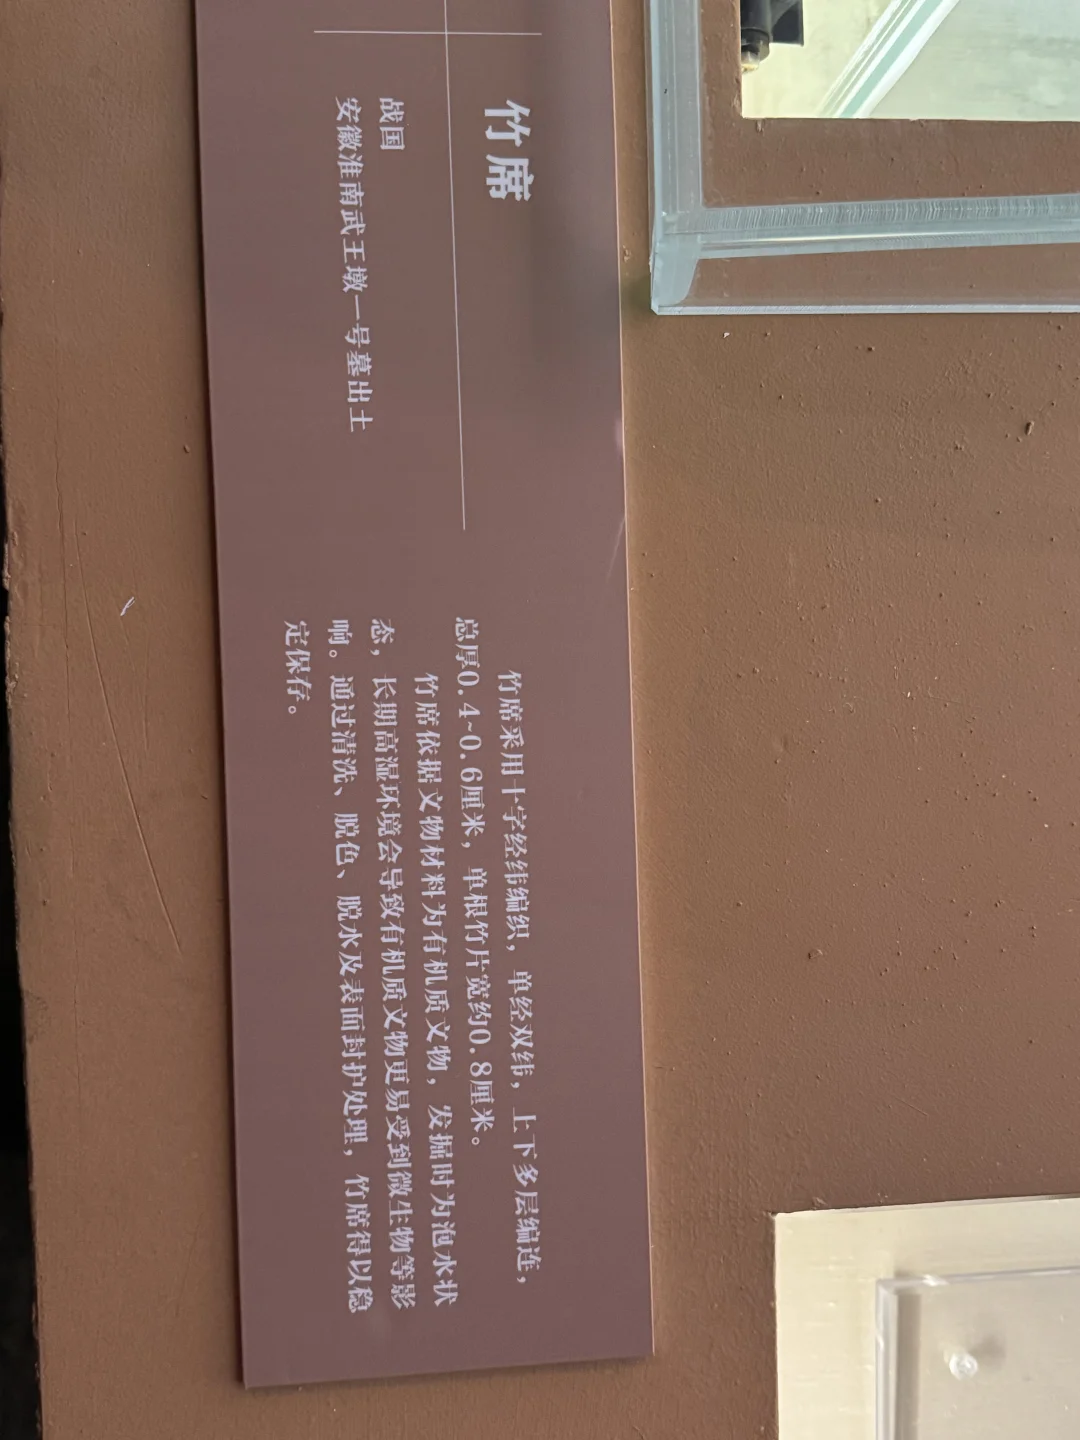 竹席
战国
安徽淮南武王墩一号墓出土
竹席采用十字经纬编织，单经双纬，上下多层编连，
总厚0.4~0.6厘米，单根竹片宽约0.8厘米。
竹席依据文物材料为有机质文物，发掘时为泡水状
态，长期高湿环境会导致有机质文物更易受到微生物等影
响。通过清洗、脱色、脱水及表面封护处理，竹席得以稳
定保存。